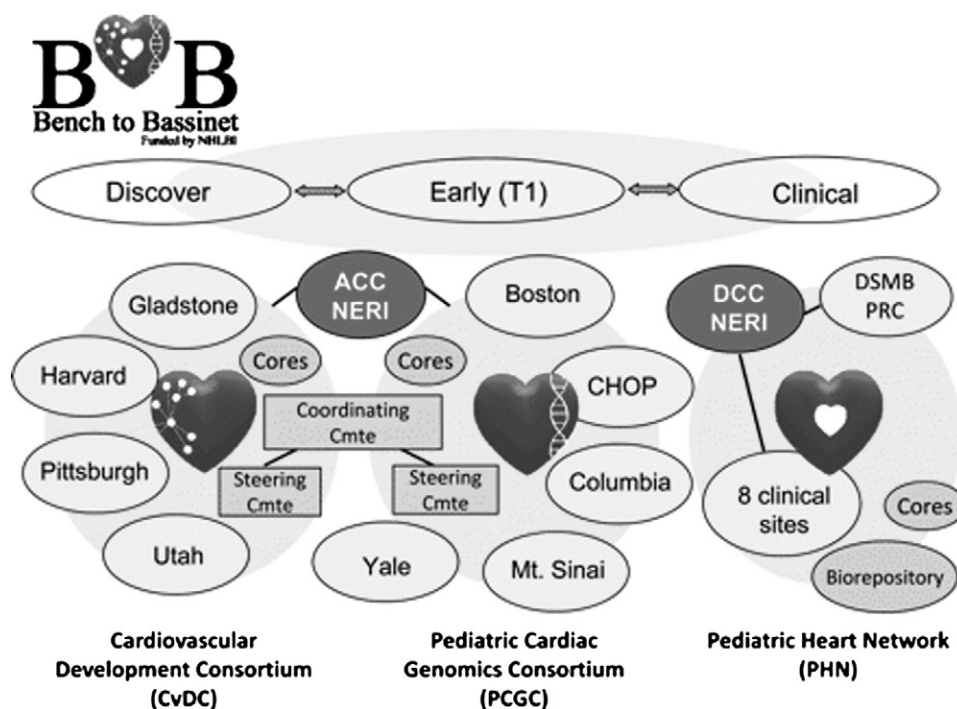 B B
Bench to Bassinet
Funded by NHLBI
Discover
Early (T1)
Clinical
ACC
NERI
Gladstone
Boston
DCC
NERI
DSMB
PRC
Harvard
Cores
Cores
CHOP
Coordinating
Cmte
Pittsburgh
Steering
Cmte
Steering
Cmte
Columbia
8 clinical
sites
Cores
Utah
Yale
Mt. Sinai
Biorepository
Cardiovascular
Development Consortium
(CvDC)
Pediatric Cardiac
Genomics Consortium
(PCGC)
Pediatric Heart Network
(PHN)